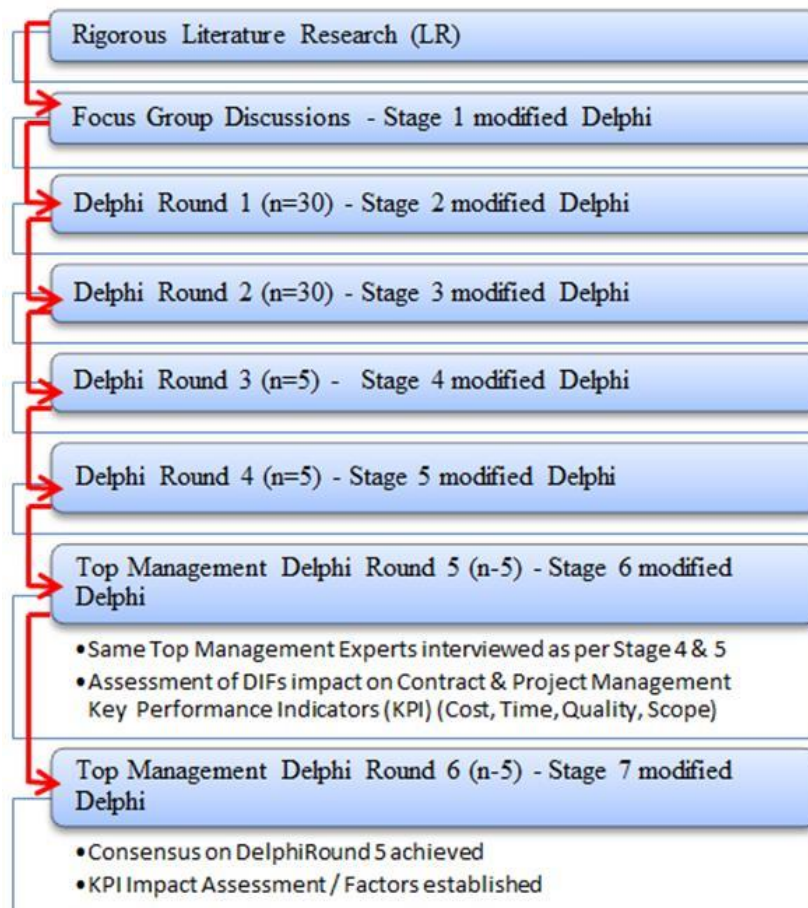 Rigorous Literature Research (LR)
Focus Group Discussions - Stage 1 modified Delphi
Delphi Round 1 (n=30) - Stage 2 modified Delphi
Delphi Round 2 (n=30) - Stage 3 modified Delphi
Delphi Round 3 (n=5) - Stage 4 modified Delphi
Delphi Round 4 (n=5) - Stage 5 modified Delphi
Top Management Delphi Round 5 (n-5) - Stage 6 modified
Delphi
•Same Top Management Experts interviewed as per Stage 4 & 5
•Assessment of DIFs impact on Contract & Project Management
Key Performance Indicators (KPI) (Cost, Time, Quality, Scope)
Top Management Delphi Round 6 (n-5) - Stage 7 modified
Delphi
•Consensus on DelphiRound 5 achieved
•KPI Impact Assessment / Factors established